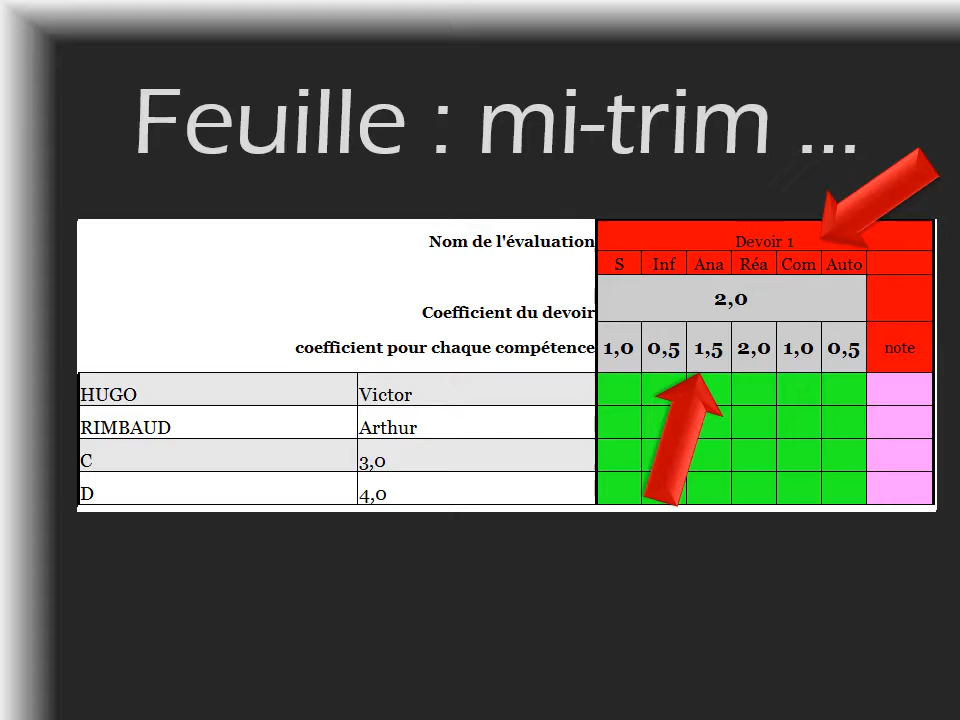 Feuille : mi-trim ...
Nom de l'évaluation Devoir 1
S Inf Ana Réa Com Auto
Coefficient du devoir 2,0
coefficient pour chaque compétence 1,0 0,5 1,5 2,0 1,0 0,5 note
HUGO Victor
RIMBAUD Arthur
C 3,0
D 4,0